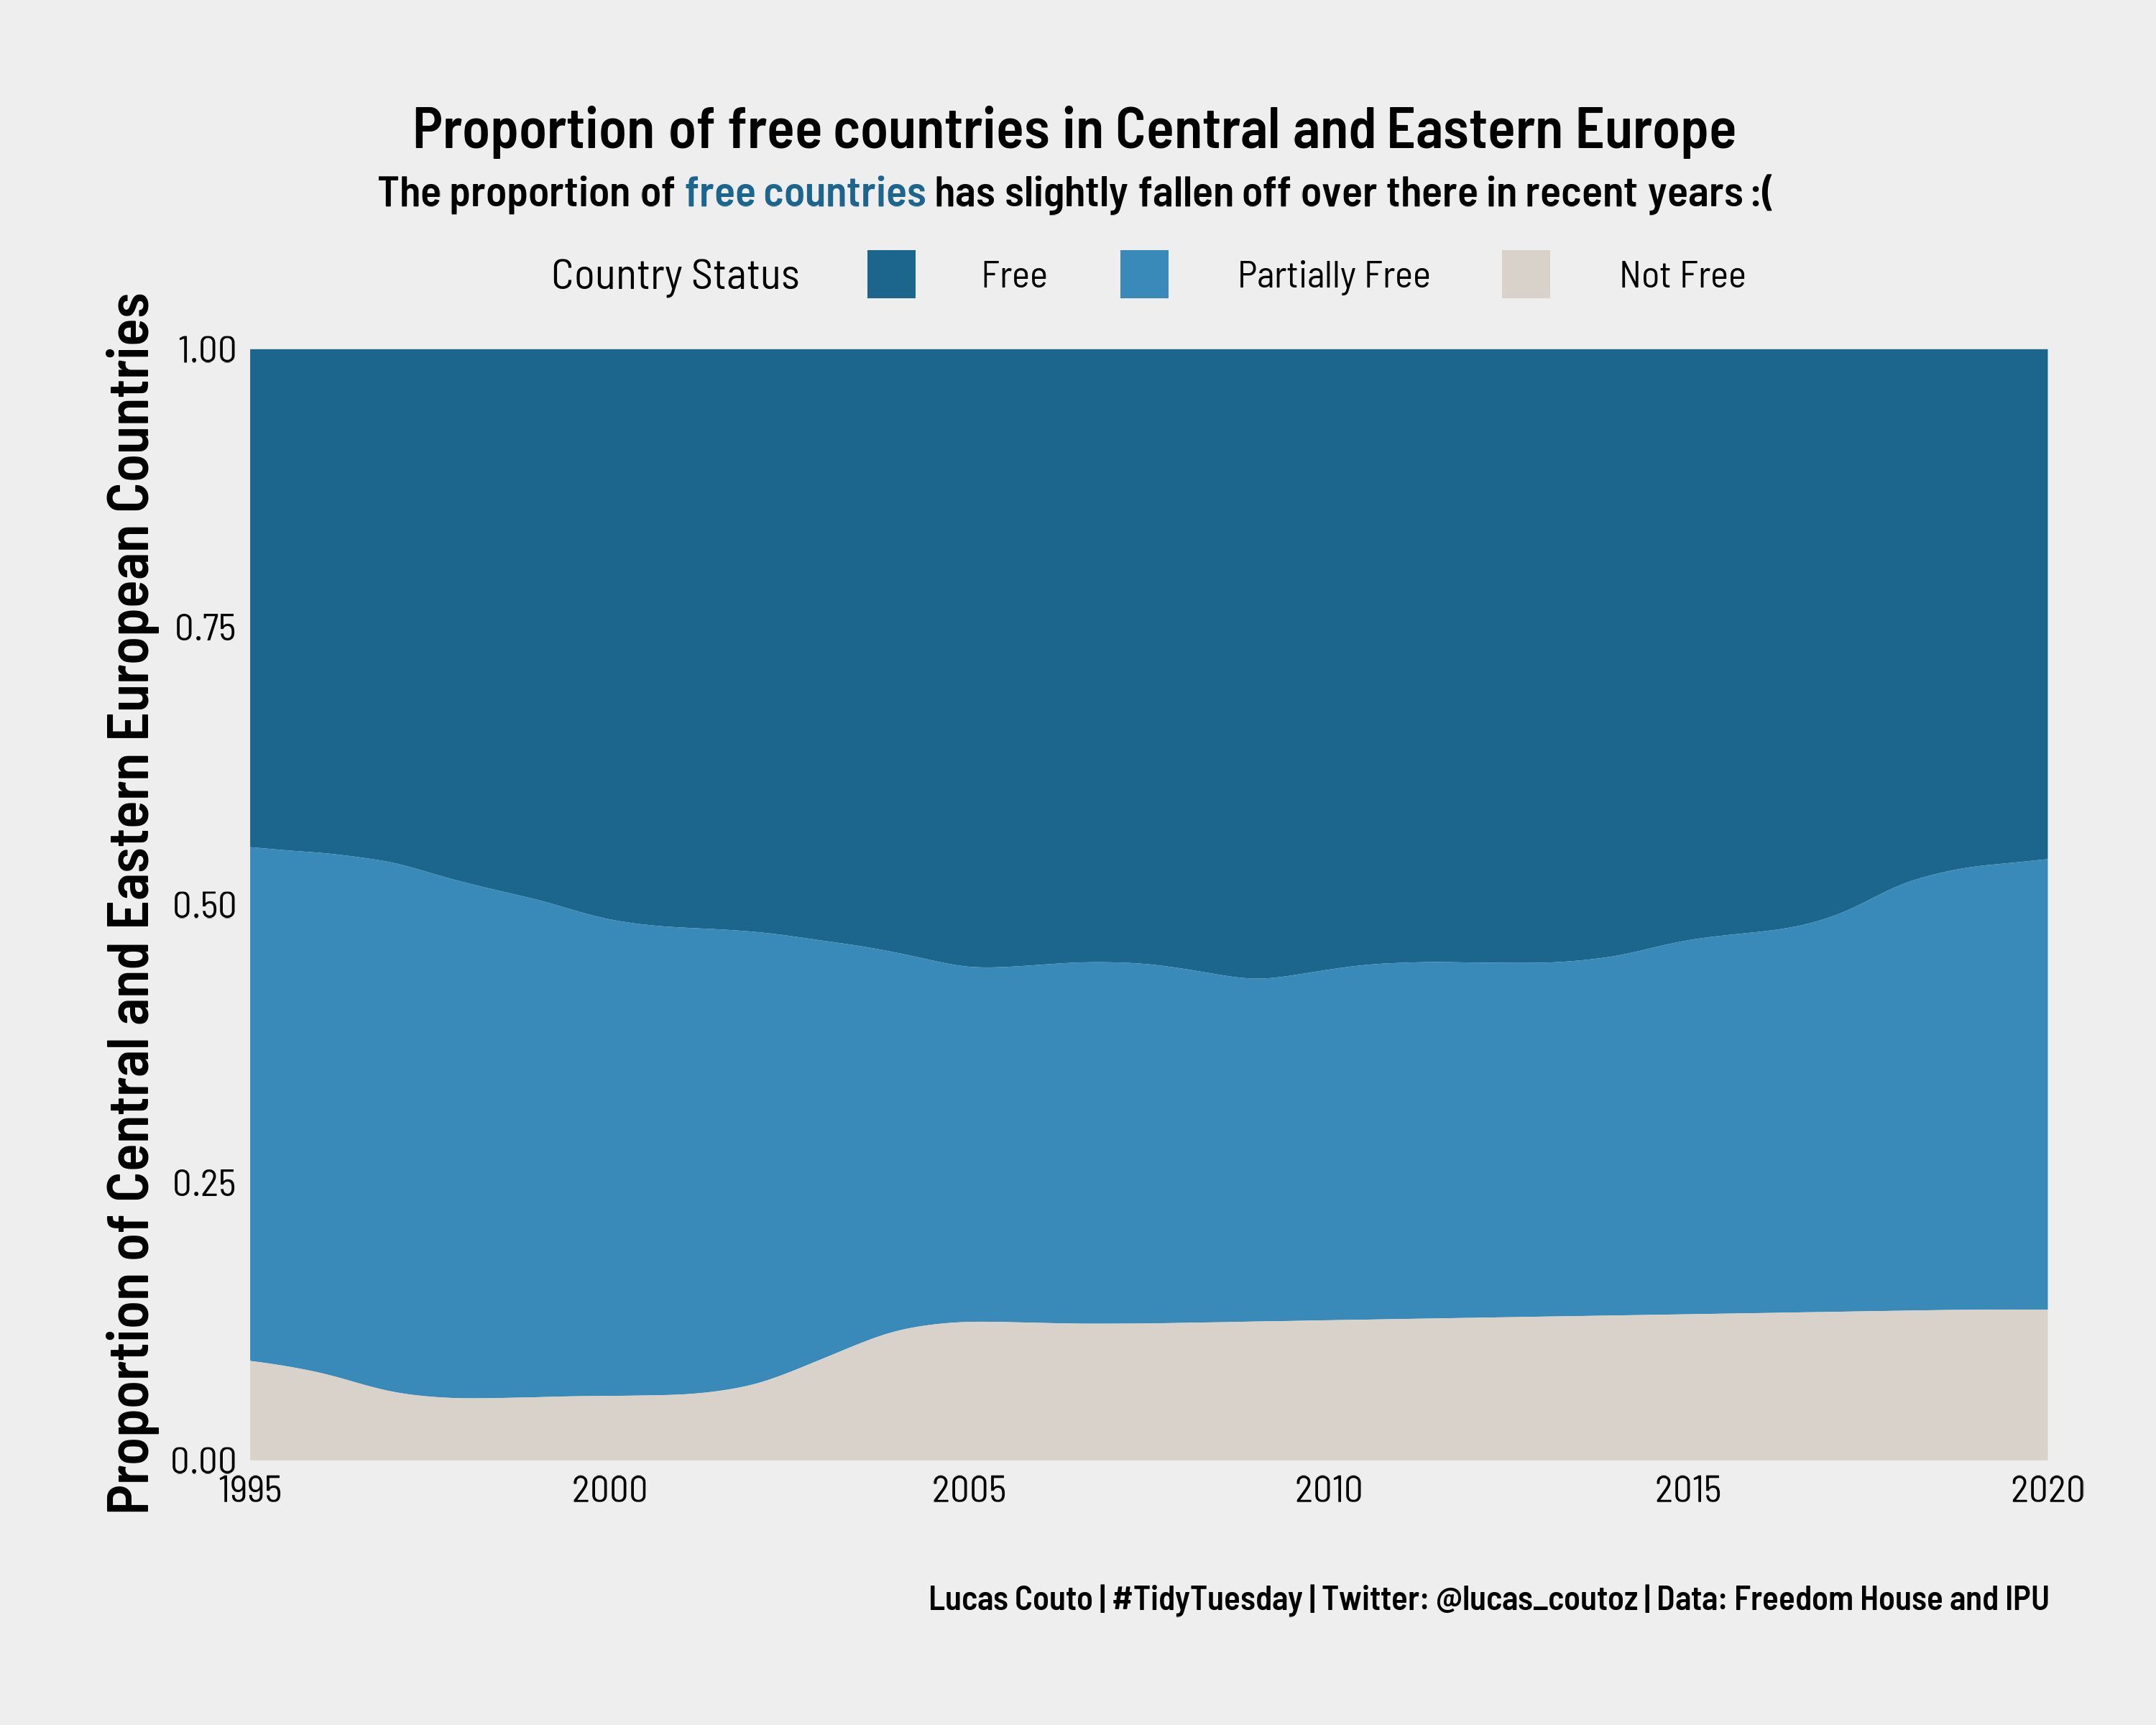 Proportion of free countries in Central and Eastern Europe
The proportion of free countries has slightly fallen off over there in recent years :(
Country Status Free Partially Free Not Free
Proportion of Central and Eastern European Countries
1.00
0.75
0.50
0.25
0.00
1995 2000 2005 2010 2015 2020
Lucas Couto | #TidyTuesday | Twitter: @lucas_coutoz | Data: Freedom House and IPU